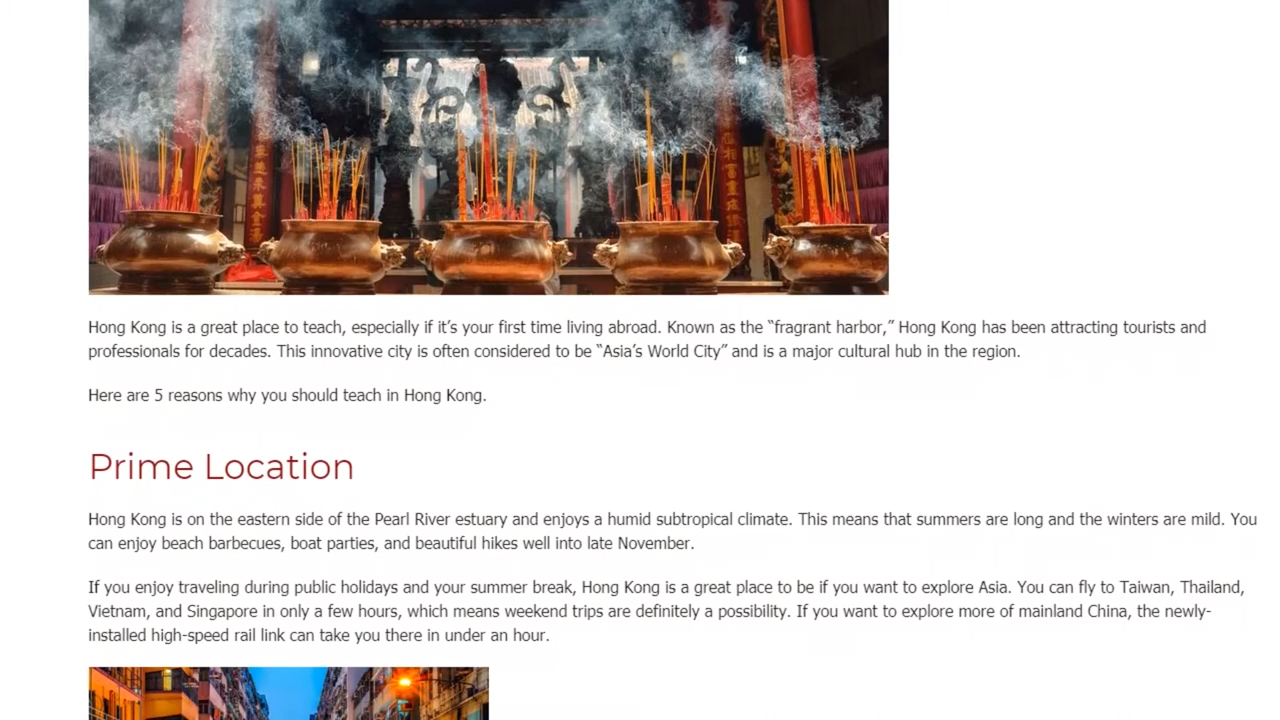 Hong Kong is a great place to teach, especially if it’s your first time living abroad. Known as the “fragrant harbor,” Hong Kong has been attracting tourists and
professionals for decades. This innovative city is often considered to be “Asia’s World City” and is a major cultural hub in the region.
Here are 5 reasons why you should teach in Hong Kong.
Prime Location
Hong Kong is on the eastern side of the Pearl River estuary and enjoys a humid subtropical climate. This means that summers are long and the winters are mild. You
can enjoy beach barbecues, boat parties, and beautiful hikes well into late November.
If you enjoy traveling during public holidays and your summer break, Hong Kong is a great place to be if you want to explore Asia. You can fly to Taiwan, Thailand,
Vietnam, and Singapore in only a few hours, which means weekend trips are definitely a possibility. If you want to explore more of mainland China, the newly-
installed high-speed rail link can take you there in under an hour.